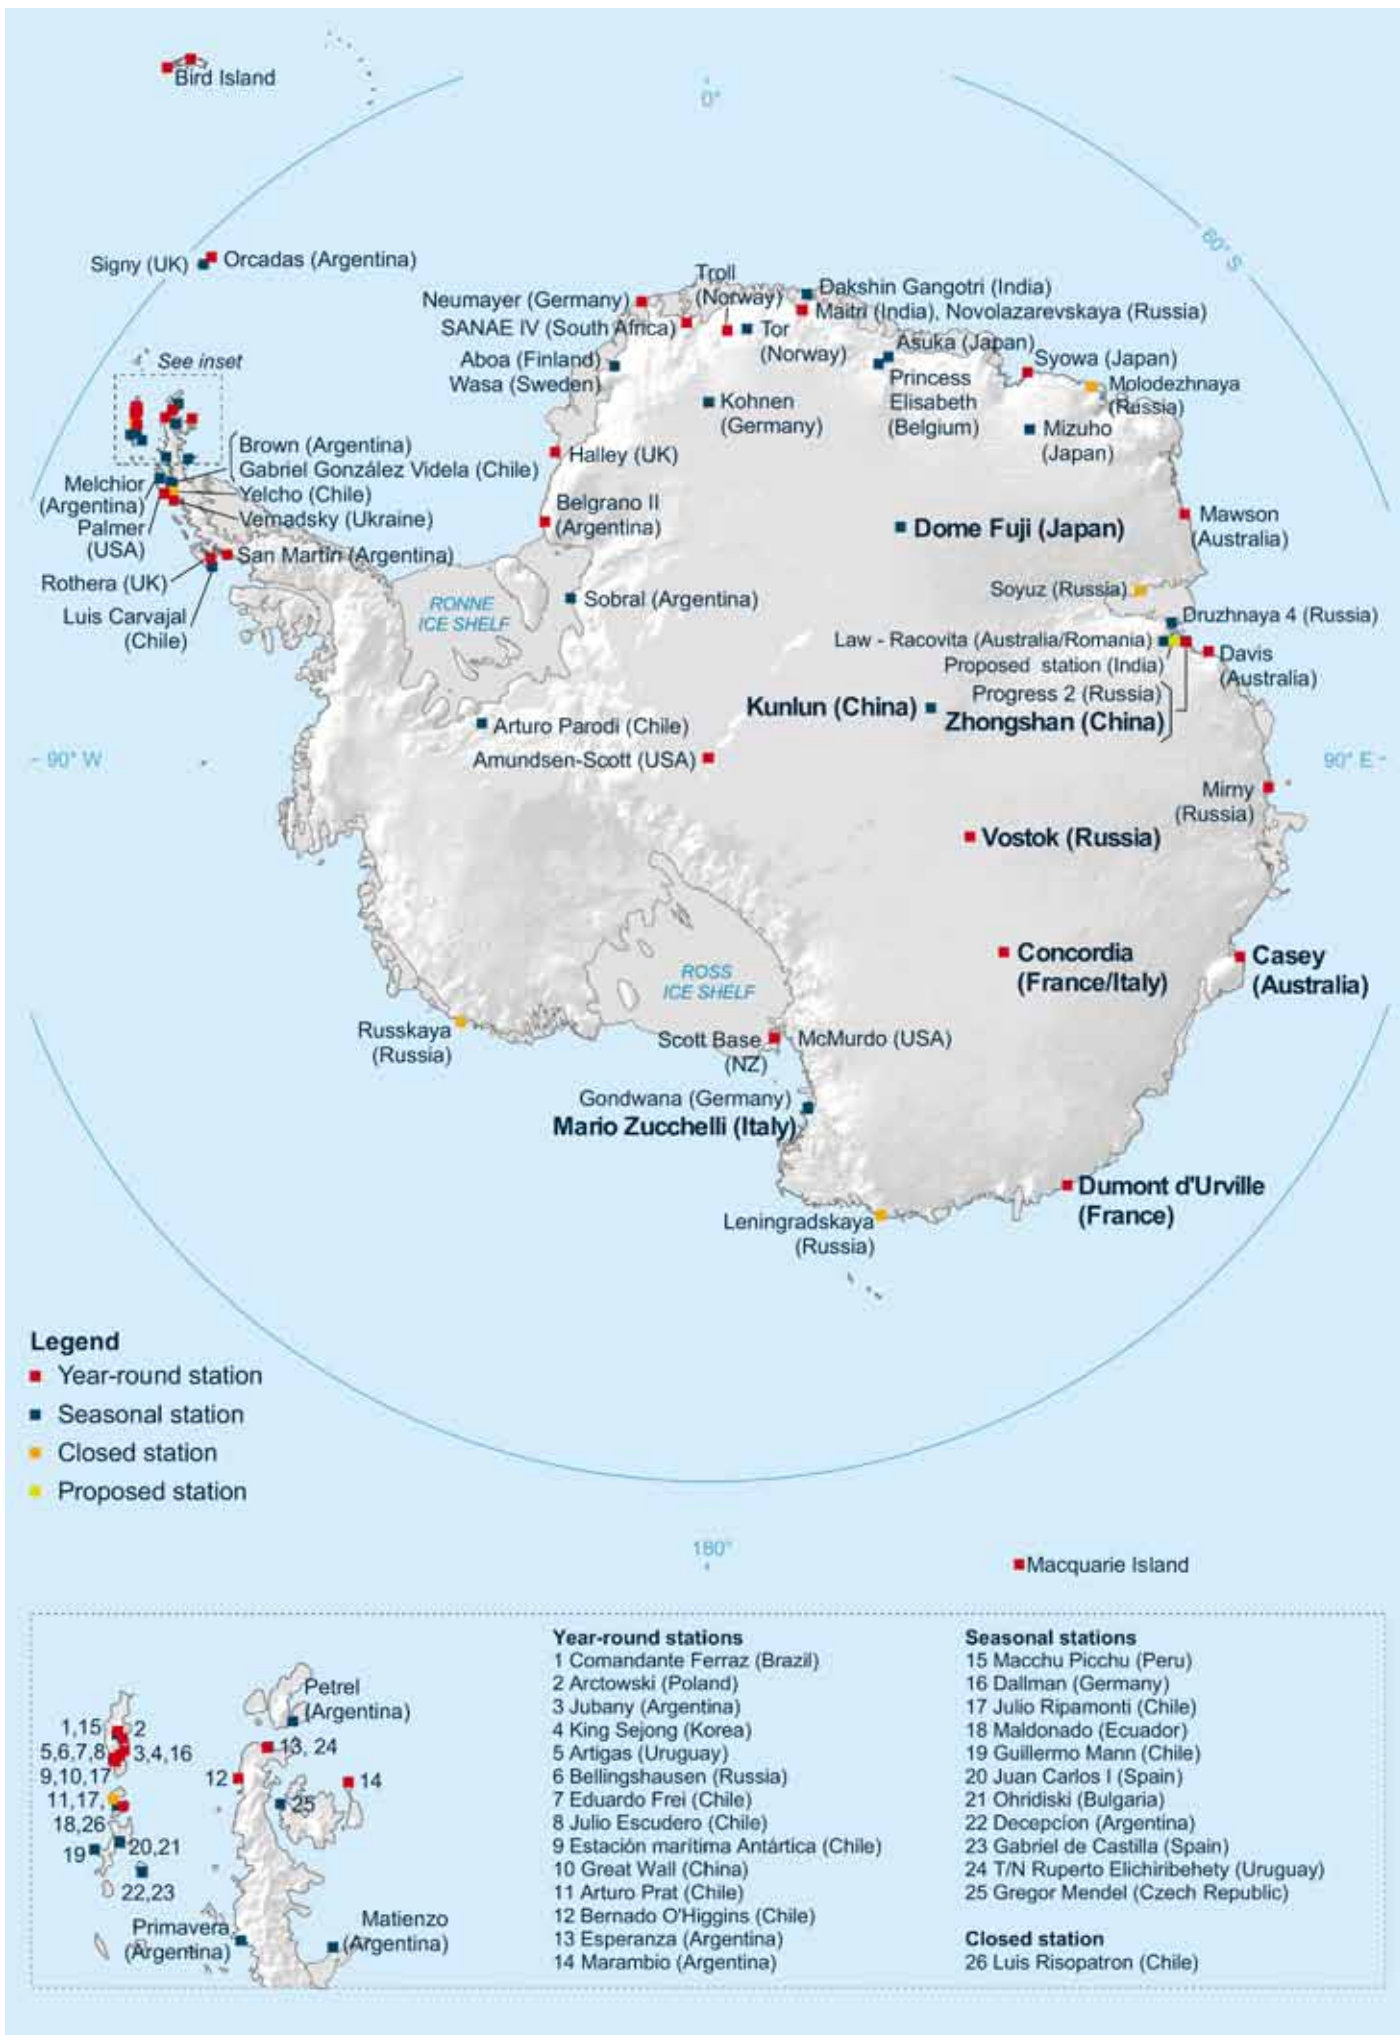 Bird Island
0°
60° S
Signy (UK)
Orcadas (Argentina)
Troll
(Norway)
Dakshin Gangotri (India)
Neumayer (Germany)
Maitri (India), Novolazarevskaya (Russia)
SANAE IV (South Africa)
Tor
(Norway)
Asuka (Japan)
Syowa (Japan)
Aboa (Finland)
Wasa (Sweden)
Princess
Elisabeth
(Belgium)
Molodezhnaya
(Russia)
See inset
Kohnen
(Germany)
Mizuho
(Japan)
Brown (Argentina)
Gabriel González Videla (Chile)
Halley (UK)
Melchior
(Argentina)
Yelcho (Chile)
Palmer
(USA)
Vernadsky (Ukraine)
Belgrano II
(Argentina)
Dome Fuji (Japan)
Mawson
(Australia)
San Martín (Argentina)
Rothera (UK)
Luis Carvajal
(Chile)
RONNE
ICE SHELF
Sobral (Argentina)
Soyuz (Russia)
Druzhnaya 4 (Russia)
Law - Racovita (Australia/Romania)
Proposed station (India)
Davis
(Australia)
Progress 2 (Russia)
Kunlun (China)
Zhongshan (China)
Arturo Parodi (Chile)
Amundsen-Scott (USA)
90° W
90° E
Mirny
(Russia)
Vostok (Russia)
Concordia
(France/Italy)
Casey
(Australia)
ROSS
ICE SHELF
Russkaya
(Russia)
Scott Base
(NZ)
McMurdo (USA)
Gondwana (Germany)
Mario Zucchelli (Italy)
Dumont d'Urville
(France)
Leningradskaya
(Russia)
Legend
Year-round station
Seasonal station
Closed station
Proposed station
180°
Macquarie Island
Petrel
(Argentina)
1,15
2
5,6,7,8
3,4,16
9,10,17
11,17,
18,26
19
20,21
22,23
13, 24
12
14
25
Primavera
(Argentina)
Matienzo
(Argentina)
Year-round stations
1 Comandante Ferraz (Brazil)
2 Arctowski (Poland)
3 Jubany (Argentina)
4 King Sejong (Korea)
5 Artigas (Uruguay)
6 Bellingshausen (Russia)
7 Eduardo Frei (Chile)
8 Julio Escudero (Chile)
9 Estación marítima Antártica (Chile)
10 Great Wall (China)
11 Arturo Prat (Chile)
12 Bernado O'Higgins (Chile)
13 Esperanza (Argentina)
14 Marambio (Argentina)
Seasonal stations
15 Macchu Picchu (Peru)
16 Dallman (Germany)
17 Julio Ripamonti (Chile)
18 Maldonado (Ecuador)
19 Guillermo Mann (Chile)
20 Juan Carlos I (Spain)
21 Ohridiski (Bulgaria)
22 Decepcíon (Argentina)
23 Gabriel de Castilla (Spain)
24 T/N Ruperto Elichiribehety (Uruguay)
25 Gregor Mendel (Czech Republic)
Closed station
26 Luis Risopatron (Chile)